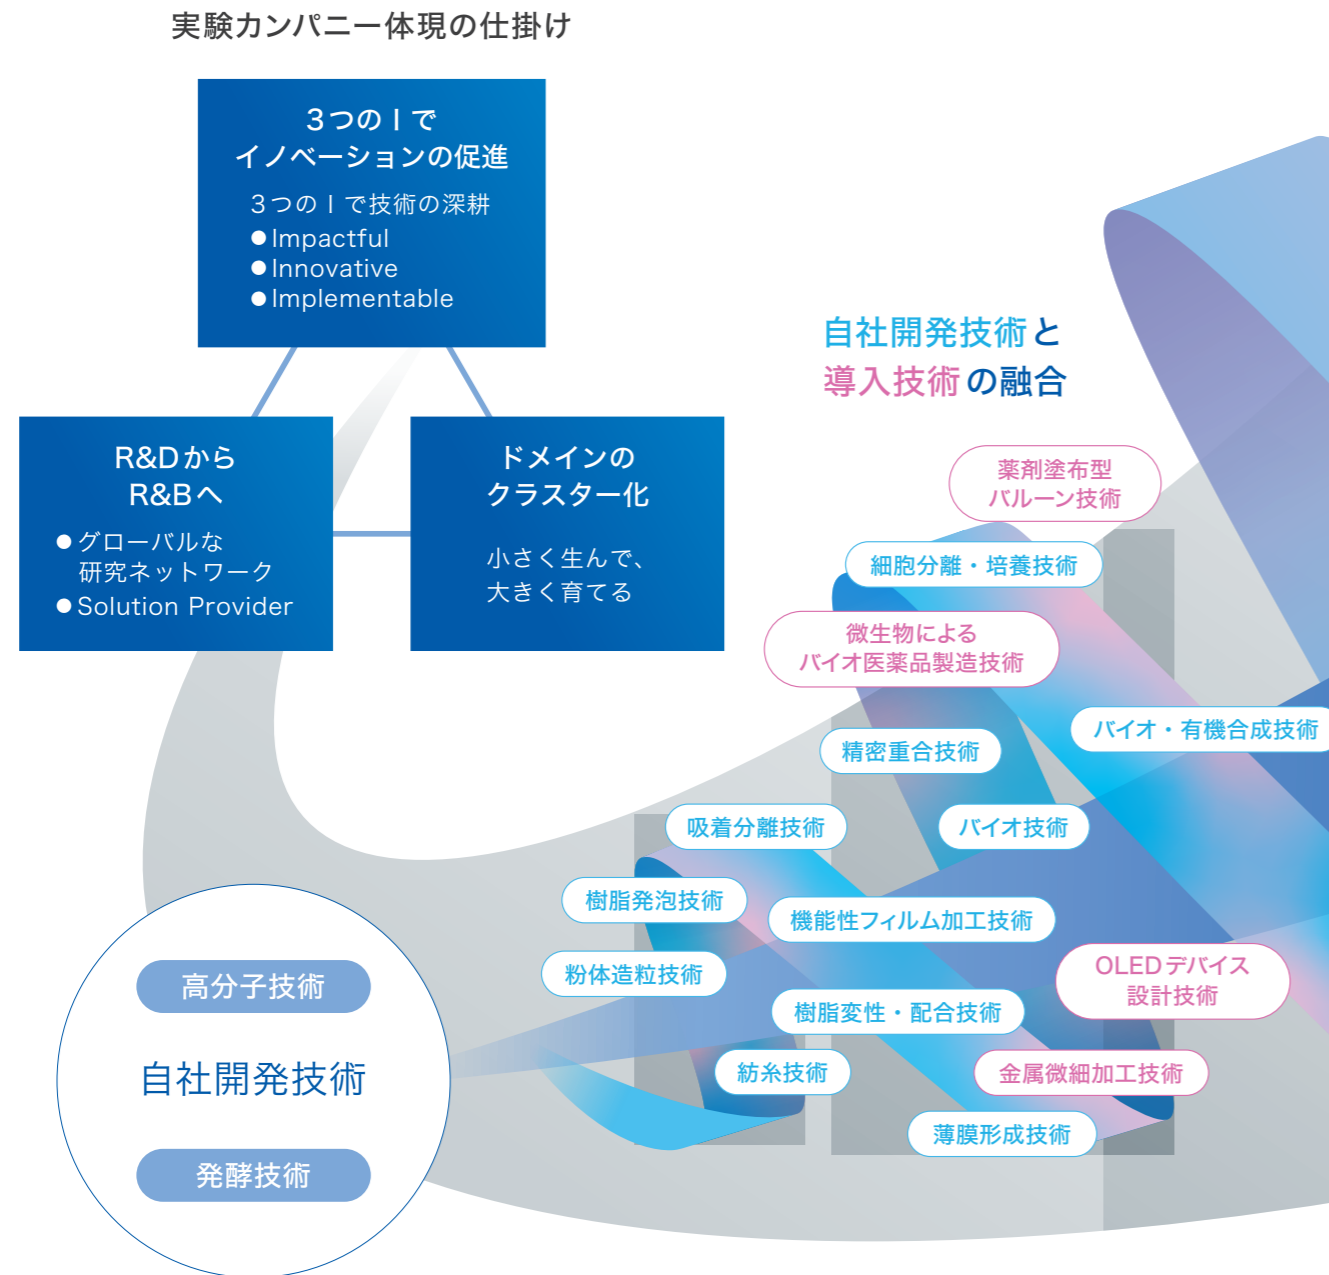 実験カンパニー体現の仕掛け
3つのIで
イノベーションの促進
3つのIで技術の深耕
●Impactful
●Innovative
●Implementable
R&Dから
R&Bへ
●グローバルな
研究ネットワーク
●Solution Provider
ドメインの
クラスター化
小さく生んで、
大きく育てる
自社開発技術と
導入技術の融合
薬剤塗布型
バルーン技術
細胞分離・培養技術
微生物による
バイオ医薬品製造技術
バイオ・有機合成技術
精密重合技術
吸着分離技術
バイオ技術
樹脂発泡技術
機能性フィルム加工技術
粉体造粒技術
OLEDデバイス
設計技術
樹脂変性・配合技術
紡糸技術
金属微細加工技術
薄膜形成技術
高分子技術
自社開発技術
発酵技術